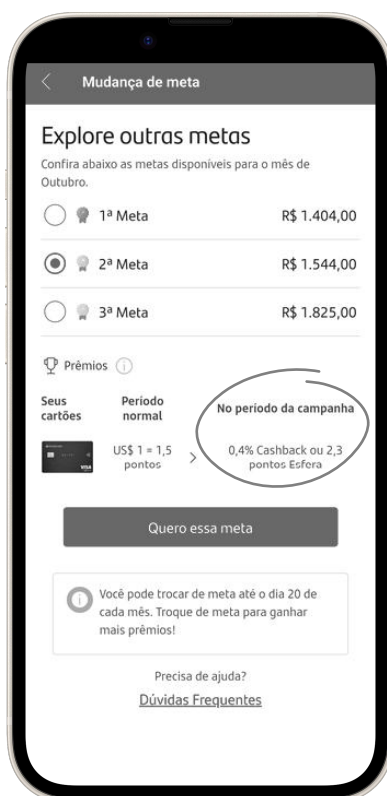 Mudança de meta
Explore outras metas
Confira abaixo as metas disponíveis para o mês de
Outubro.
1ª Meta R$ 1.404,00
2ª Meta R$ 1.544,00
3ª Meta R$ 1.825,00
Prêmios
Seus cartões
Período normal
No período da campanha
US$ 1 = 1,5 pontos
0,4% Cashback ou 2,3 pontos Esfera
VISA
Quero essa meta
Você pode trocar de meta até o dia 20 de
cada mês. Troque de meta para ganhar
mais prêmios!
Precisa de ajuda?
Dúvidas Frequentes